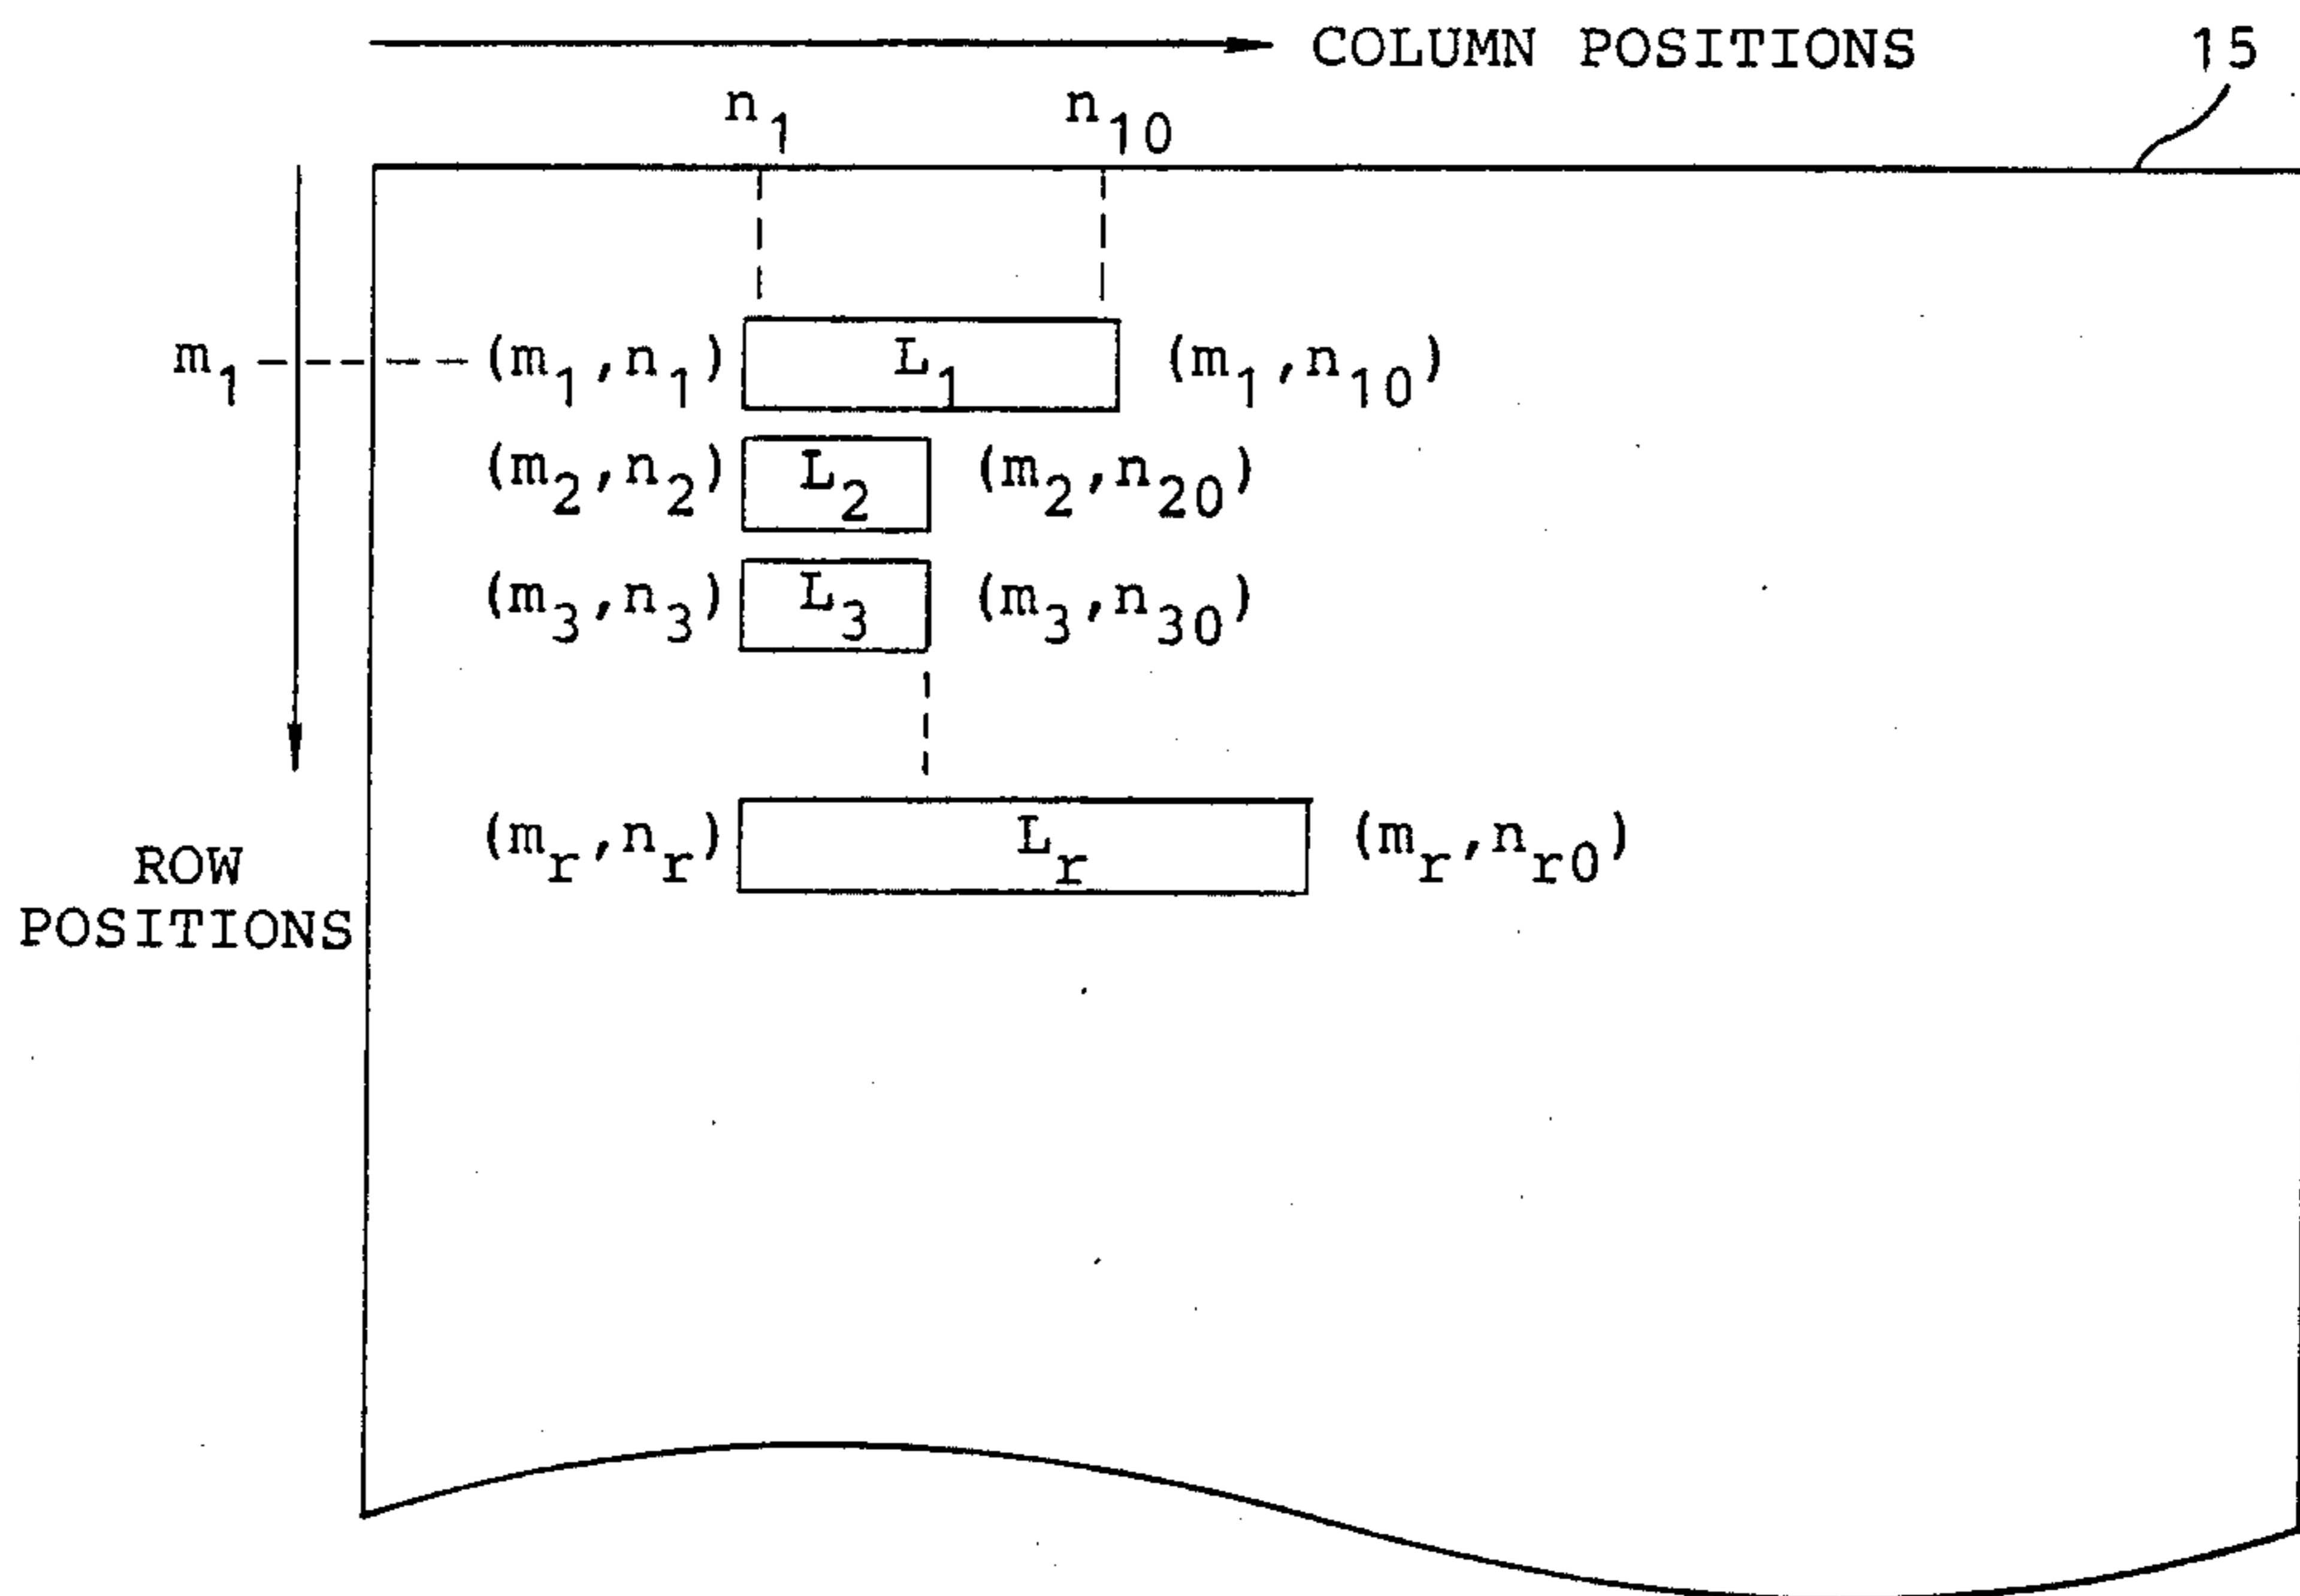 COLUMN POSITIONS 15
n₁ n₁₀
m₁ (m₁,n₁) L₁ (m₁,n₁₀)
(m₂,n₂) L₂ (m₂,n₂₀)
(m₃,n₃) L₃ (m₃,n₃₀)
(mᵣ,nᵣ) Lᵣ (mᵣ,nᵣ₀)
ROW
POSITIONS